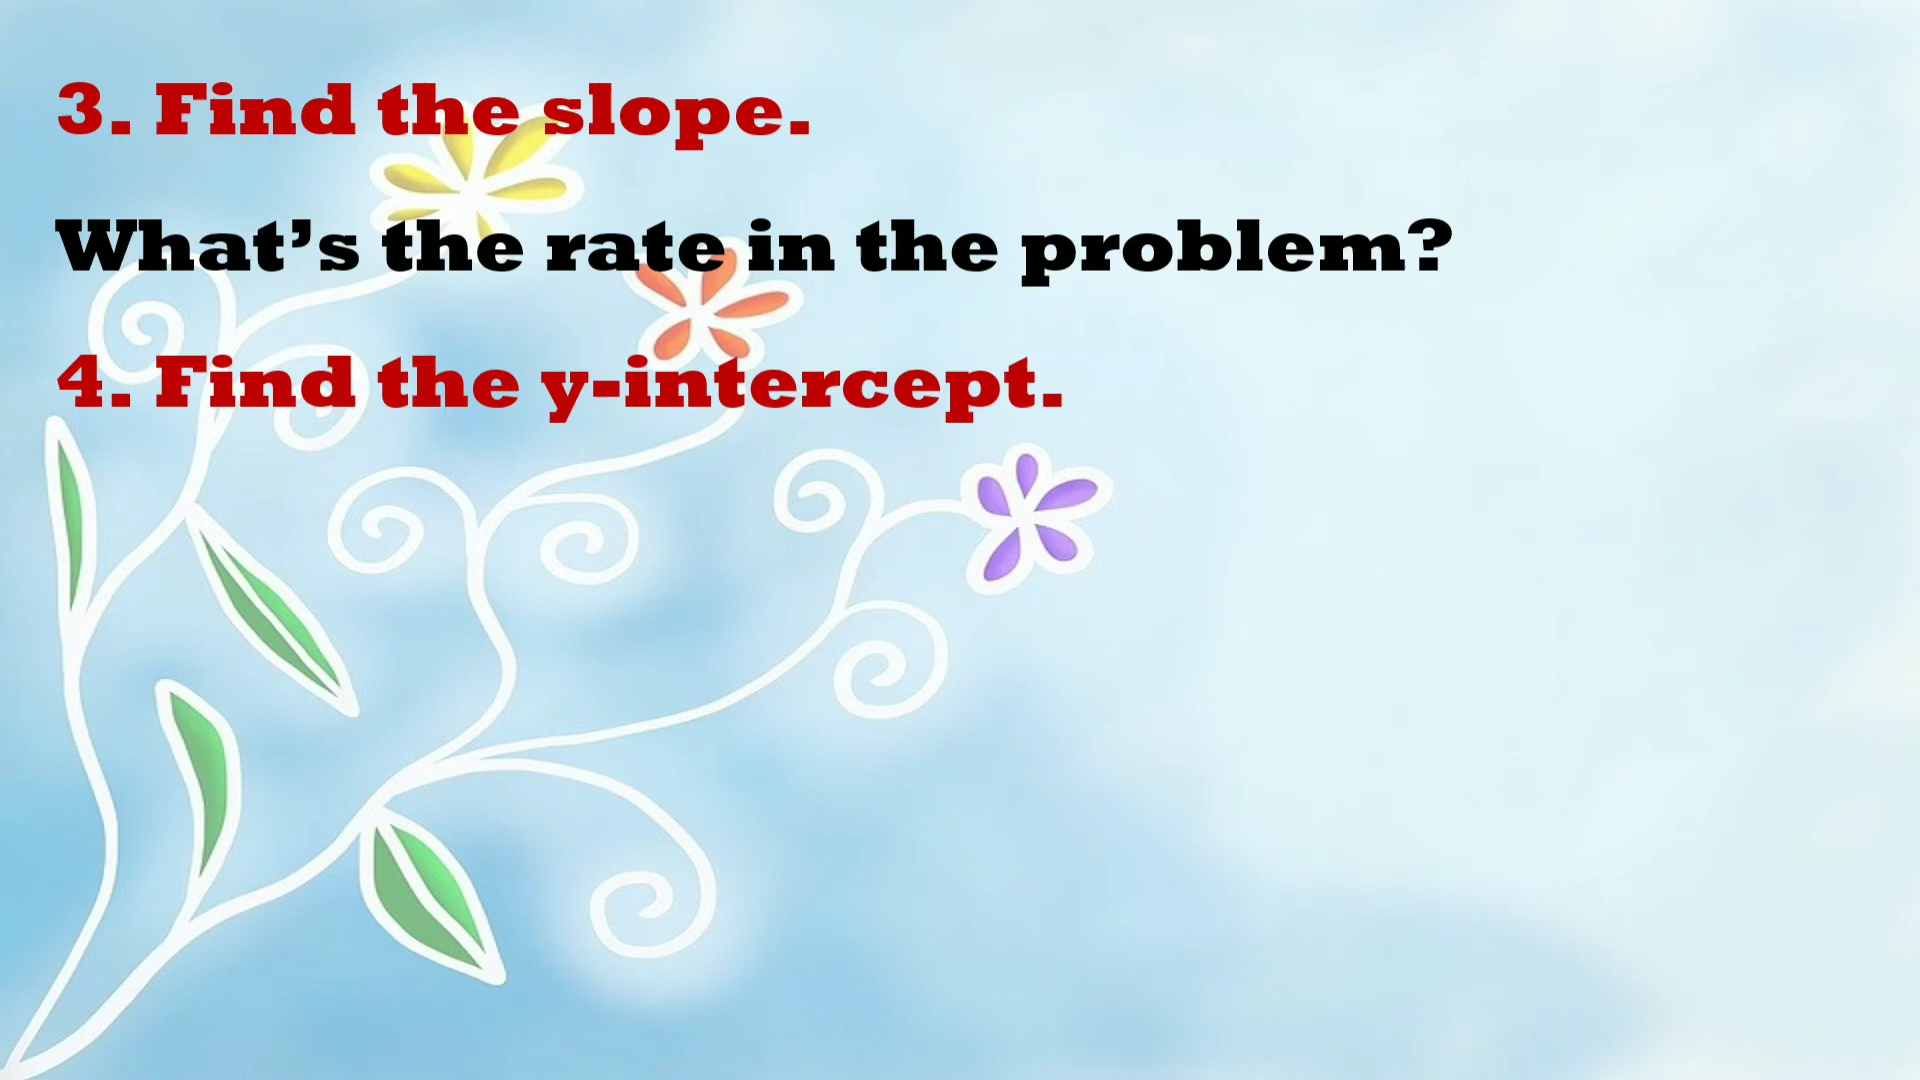 3. Find the slope.
What’s the rate in the problem?
4. Find the y-intercept.